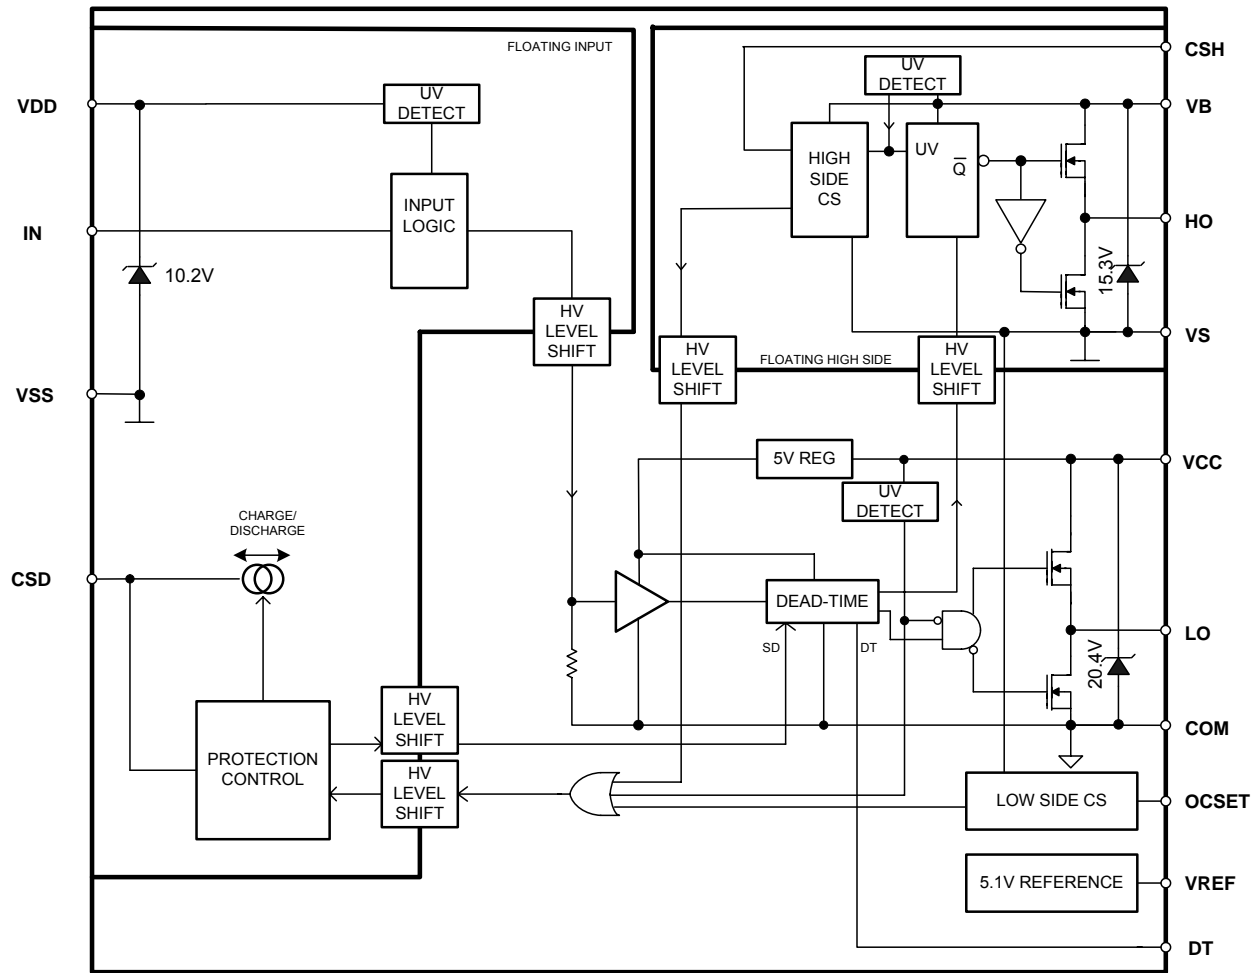 FLOATING INPUT
CSH
UV
DETECT
VDD
UV
DETECT
VB
HIGH
SIDE
CS
UV
Q
INPUT
LOGIC
IN
HO
10.2V
15.3V
HV
LEVEL
SHIFT
VS
HV
LEVEL
SHIFT
FLOATING HIGH SIDE
HV
LEVEL
SHIFT
VSS
5V REG
VCC
UV
DETECT
CHARGE/
DISCHARGE
CSD
DEAD-TIME
SD
DT
LO
20.4V
HV
LEVEL
SHIFT
COM
PROTECTION
CONTROL
HV
LEVEL
SHIFT
LOW SIDE CS
OCSET
5.1V REFERENCE
VREF
DT